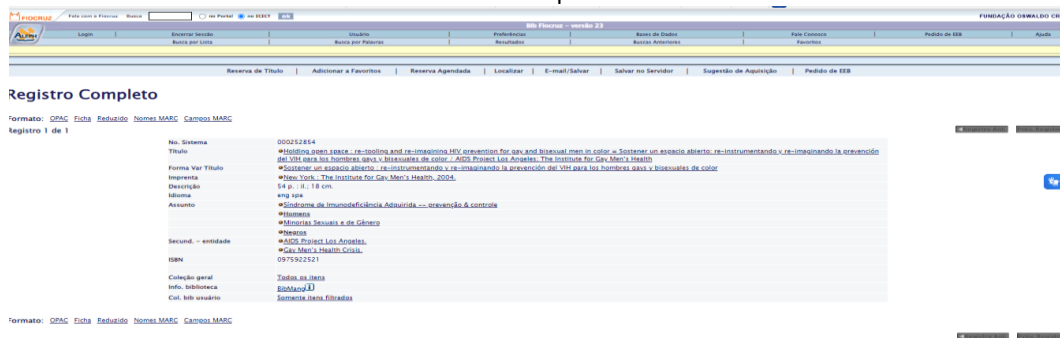 FIOCRUZ Fale com a Fiocruz Busca no Portal no ICICT ok FUNDAÇÃO OSWALDO CR
Bib Fiocruz - versão 23
ALEPH Login | Encerrar Sessão | Usuário | Preferências | Bases de Dados | Fale Conosco | Pedido de EEB | Ajuda
Busca por Lista | Busca por Palavras | Resultados | Buscas Anteriores | Favoritos
Reserva de Título | Adicionar a Favoritos | Reserva Agendada | Localizar | E-mail/Salvar | Salvar no Servidor | Sugestão de Aquisição | Pedido de EEB
Registro Completo
Formato: OPAC Ficha Reduzido Nomes MARC Campos MARC
Registro 1 de 1
No. Sistema 000252854
Título Holding open space : re-tooling and re-imagining HIV prevention for gay and bisexual men in color = Sostener un espacio abierto: re-instrumentando y re-imaginando la prevención
del VIH para los hombres gays y bisexuales de color / AIDS Project Los Angeles; The Institute for Gay Men's Health
Forma Var Título Sostener un espacio abierto : re-instrumentando y re-imaginando la prevención del VIH para los hombres gays y bisexuales de color
Imprenta New York : The Institute for Gay Men's Health, 2004.
Descrição 54 p. : il.; 18 cm.
Idioma eng spa
Assunto Síndrome de Imunodeficiência Adquirida -- prevenção & controle
Homens
Minorias Sexuais e de Gênero
Negros
Secund. - entidade AIDS Project Los Angeles.
Gay Men's Health Crisis.
ISBN 0975922521
Coleção geral Todos os itens
Info. biblioteca BibMang
Col. bib usuário Somente itens filtrados
Formato: OPAC Ficha Reduzido Nomes MARC Campos MARC